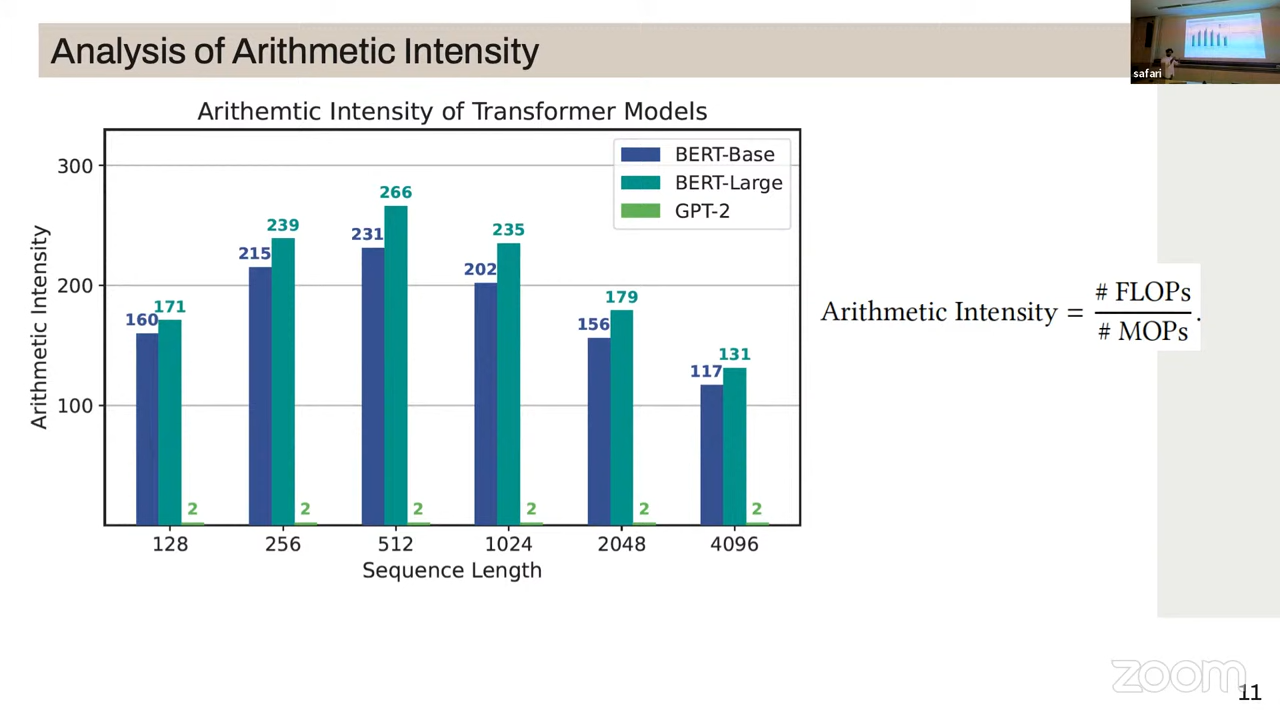 Analysis of Arithmetic Intensity
safari
Arithemtic Intensity of Transformer Models
BERT-Base
BERT-Large
GPT-2
Arithmetic Intensity
300
200
100
160
171
2
215
239
2
231
266
2
202
235
2
156
179
2
117
131
2
128
256
512
1024
2048
4096
Sequence Length
Arithmetic Intensity = # FLOPs / # MOPs .
zoom
11